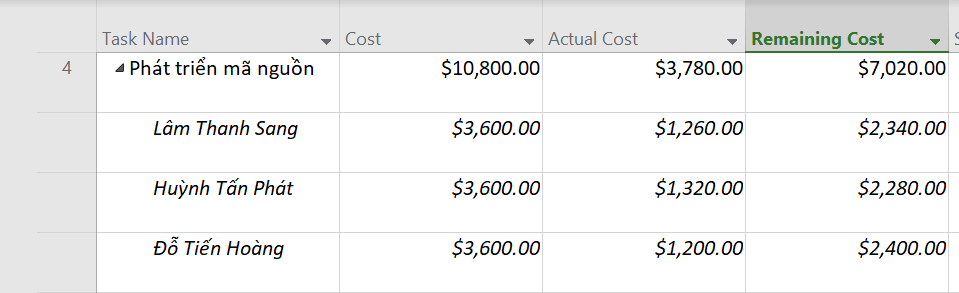 Task Name Cost Actual Cost Remaining Cost S
4 Phát triển mã nguồn $10,800.00 $3,780.00 $7,020.00
Lâm Thanh Sang $3,600.00 $1,260.00 $2,340.00
Huỳnh Tấn Phát $3,600.00 $1,320.00 $2,280.00
Đỗ Tiến Hoàng $3,600.00 $1,200.00 $2,400.00